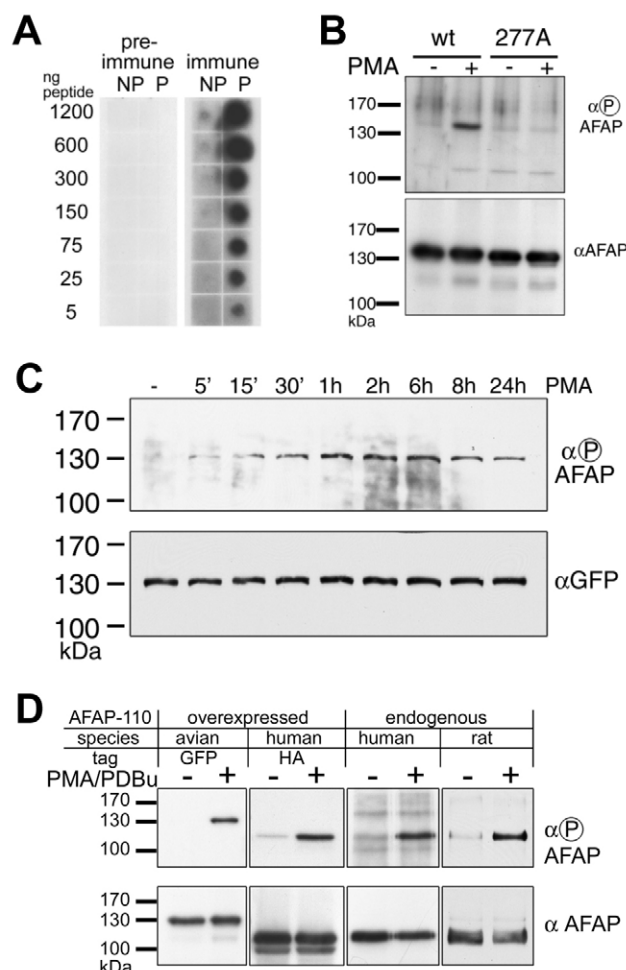 A
pre-
immune immune
ng
peptide NP P NP P
1200
600
300
150
75
25
5
B
wt 277A
PMA - + - +
170
130
100
αⓅ
AFAP
170
130
100
kDa
αAFAP
C
- 5' 15' 30' 1h 2h 6h 8h 24h PMA
170
130
100
αⓅ
AFAP
170
130
100
kDa
αGFP
D
AFAP-110 overexpressed endogenous
species avian human human rat
tag GFP HA
PMA/PDBu - + - + - + - +
170
130
100
αⓅ
AFAP
170
130
100
kDa
α AFAP